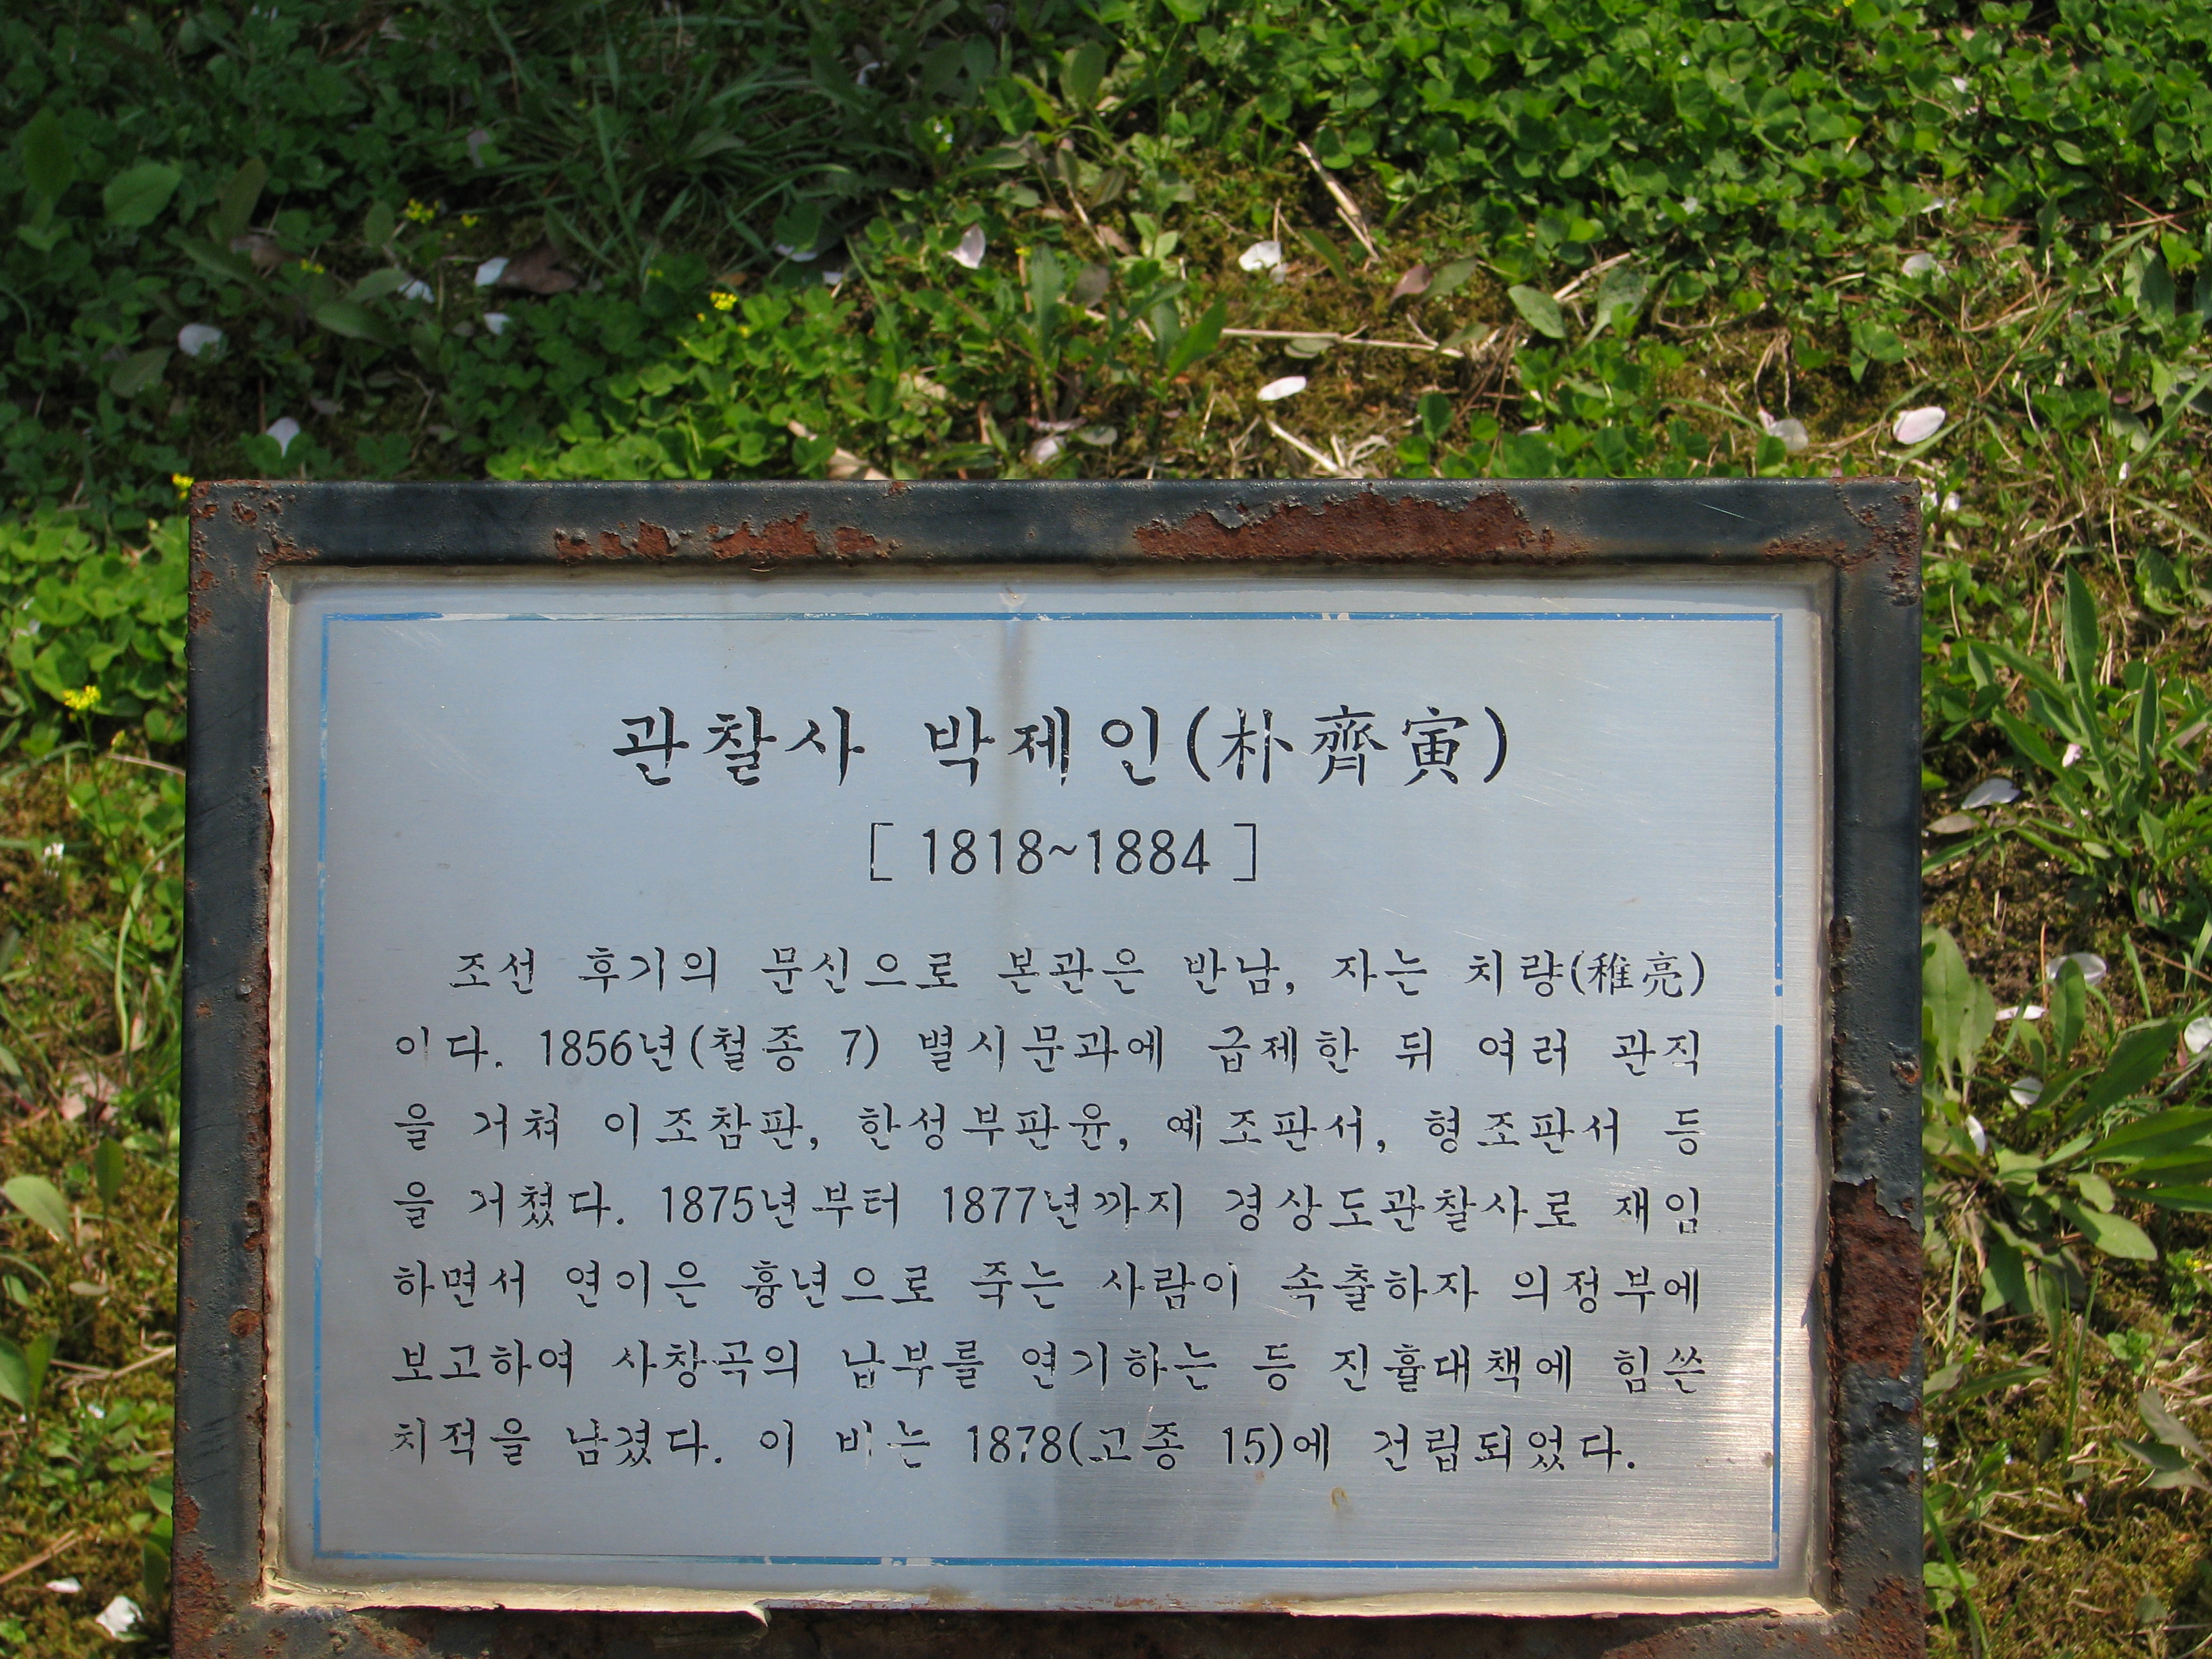 관찰사 박제인(朴齊寅)
[ 1818~1884 ]
조선 후기의 문신으로 본관은 반남, 자는 치량(稚亮)
이다. 1856년(철종 7) 별시문과에 급제한 뒤 여러 관직
을 거쳐 이조참판, 한성부판윤, 예조판서, 형조판서 등
을 거쳤다. 1875년부터 1877년까지 경상도관찰사로 재임
하면서 연이은 흉년으로 죽는 사람이 속출하자 의정부에
보고하여 사창곡의 납부를 연기하는 등 진휼대책에 힘쓴
치적을 남겼다. 이 비는 1878(고종 15)에 건립되었다.